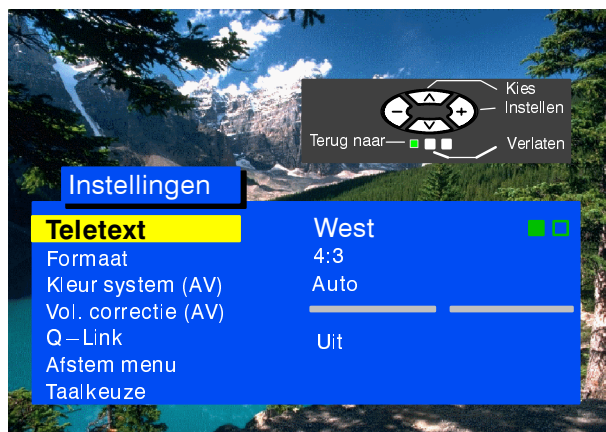 Kies
Instellen
Terug naar
Verlaten
Instellingen
Teletext West
Formaat 4:3
Kleur system (AV) Auto
Vol. correctie (AV)
Q–Link Uit
Afstem menu
Taalkeuze